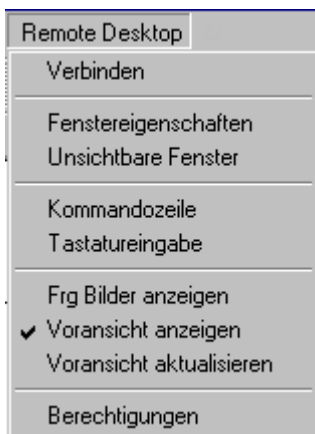 Remote Desktop
Verbinden
Fenstereigenschaften
Unsichtbare Fenster
Kommandozeile
Tastatureingabe
Frg Bilder anzeigen
Voransicht anzeigen
Voransicht aktualisieren
Berechtigungen